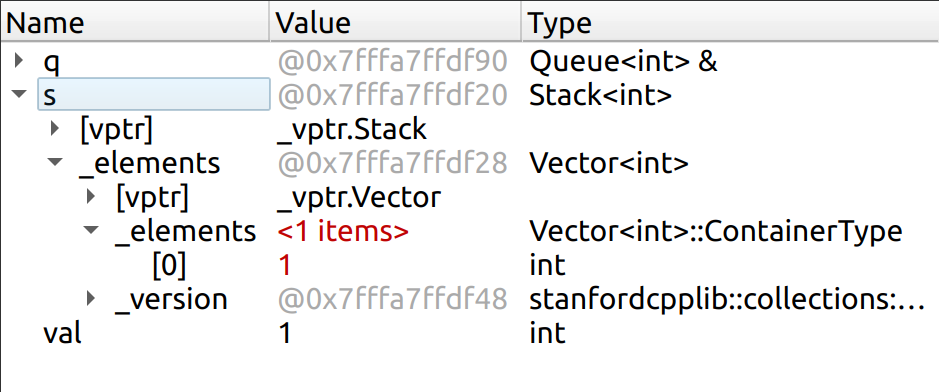 Name Value Type
q @0x7fffa7ffdf90 Queue<int> &
s @0x7fffa7ffdf20 Stack<int>
[vptr] _vptr.Stack
_elements @0x7fffa7ffdf28 Vector<int>
[vptr] _vptr.Vector
_elements <1 items> Vector<int>::ContainerType
[0] 1 int
_version @0x7fffa7ffdf48 stanfordcpplib::collections:...
val 1 int